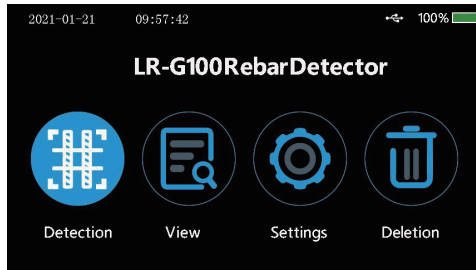 2021-01-21 09:57:42 100%
LR-G100RebarDetector
Detection View Settings Deletion